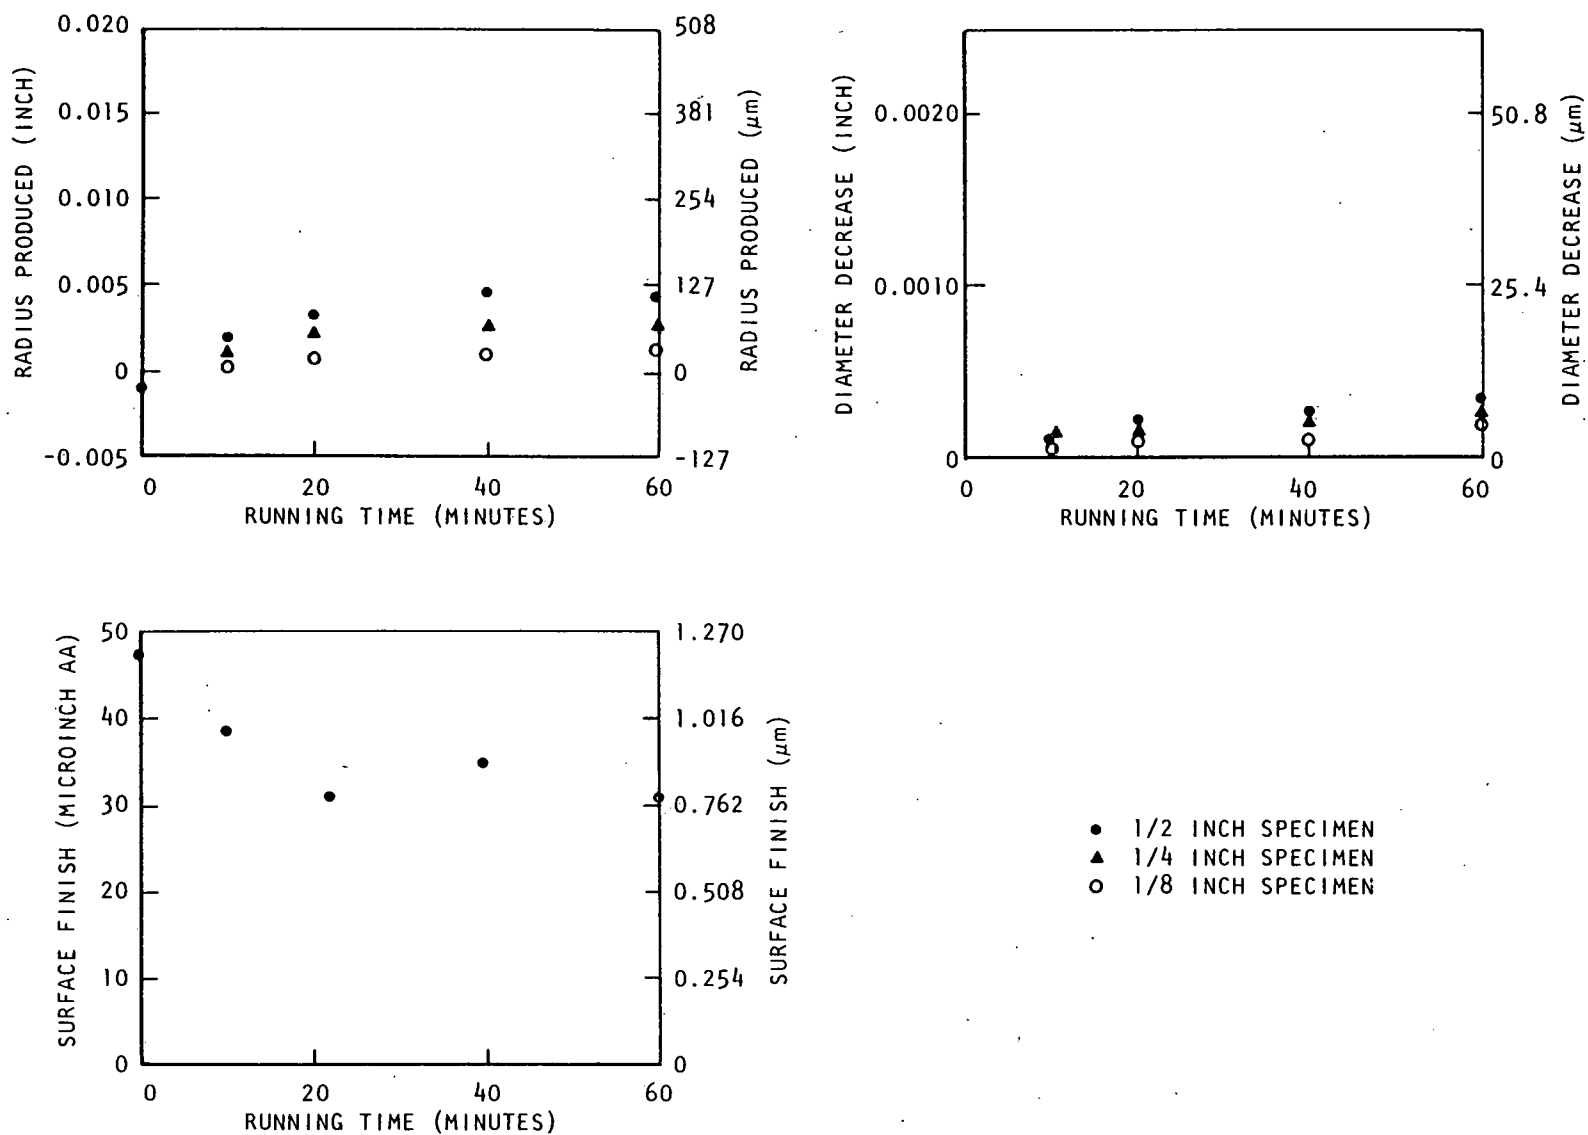 RADIUS PRODUCED (INCH)
0.020
0.015
0.010
0.005
0
-0.005
508
381
254
127
0
-127
RADIUS PRODUCED (μm)
0 20 40 60
RUNNING TIME (MINUTES)
DIAMETER DECREASE (INCH)
0.0020
0.0010
0
50.8
25.4
0
DIAMETER DECREASE (μm)
0 20 40 60
RUNNING TIME (MINUTES)
SURFACE FINISH (MICROINCH AA)
50
40
30
20
10
0
1.270
1.016
0.762
0.508
0.254
0
SURFACE FINISH (μm)
0 20 40 60
RUNNING TIME (MINUTES)
● 1/2 INCH SPECIMEN
▲ 1/4 INCH SPECIMEN
○ 1/8 INCH SPECIMEN